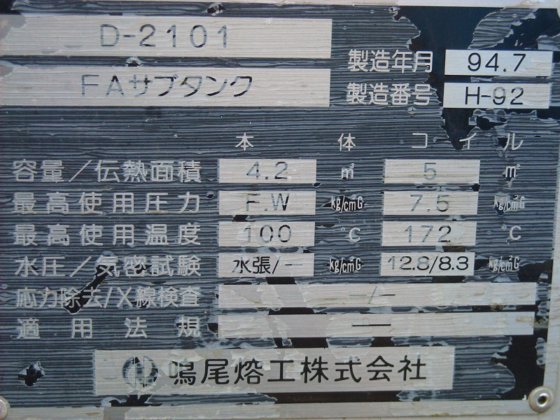 D-2101
FAサブタンク
製造年月 94.7
製造番号 H-92
本 体 コイル
容量/伝熱面積 4.2 m³ 5 m²
最高使用圧力 F.W kg/cm²G 7.5 kg/cm²G
最高使用温度 100 ℃ 172 ℃
水圧/気密試験 水張/- kg/cm²G 12.8/8.3 kg/cm²G
応力除去/X線検査 /-
適用法規 —
鳴尾熔工株式会社